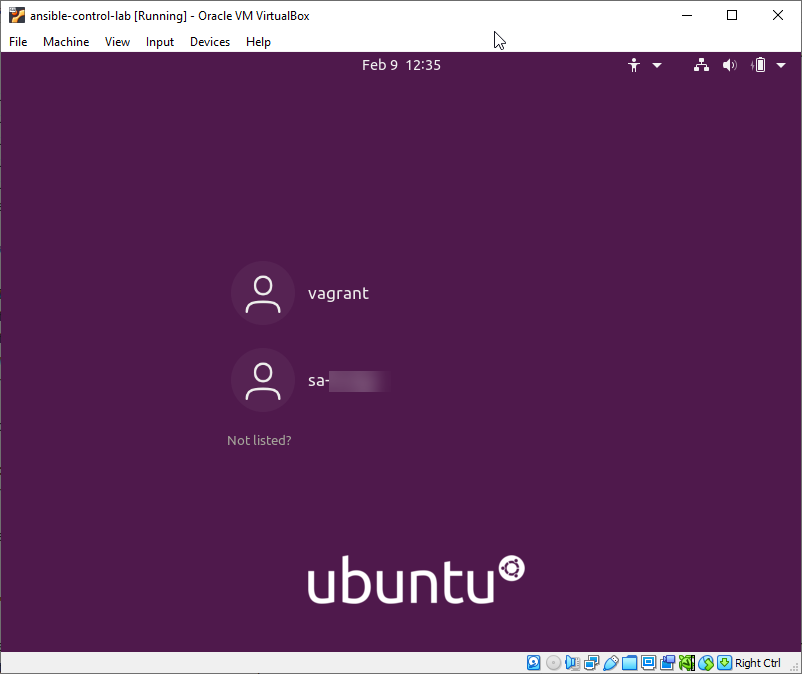 ansible-control-lab [Running] - Oracle VM VirtualBox
File Machine View Input Devices Help
Feb 9 12:35
vagrant
sa-
Not listed?
ubuntu
Right Ctrl